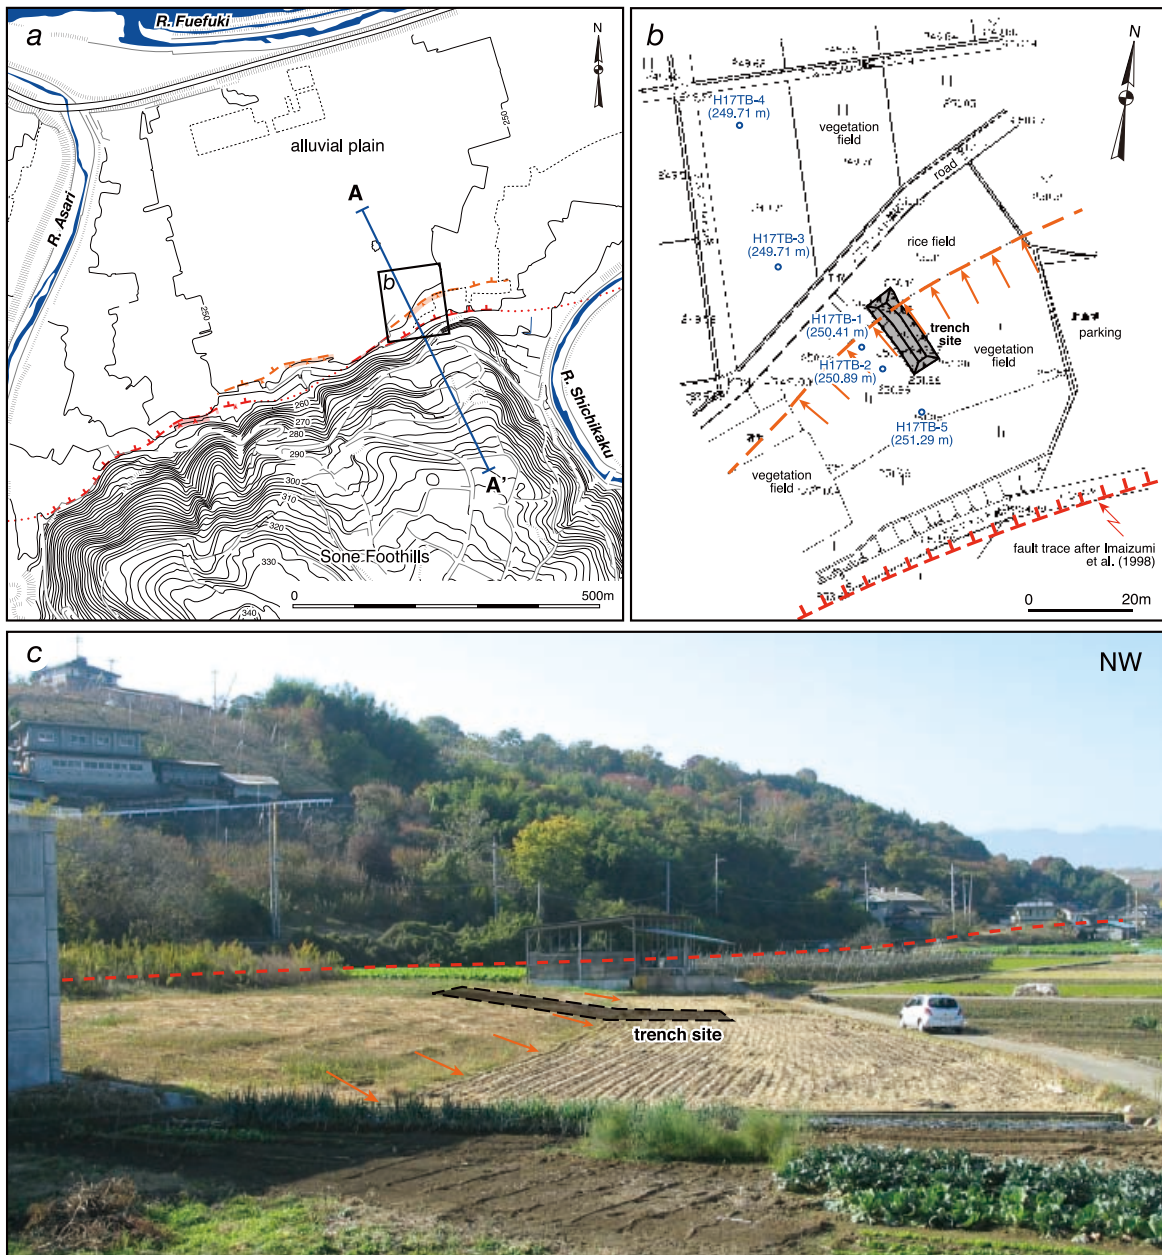 a
R. Fuefuki
N
R. Asari
alluvial plain
250
A
b
250
260
270
280
290
300
310
320
330
340
A'
R. Shichikaku
Sone Foothills
0
500m
b
N
H17TB-4
(249.71 m)
vegetation
field
road
H17TB-3
(249.71 m)
rice field
H17TB-1
(250.41 m)
trench
site
H17TB-2
(250.89 m)
vegetation
field
parking
H17TB-5
(251.29 m)
vegetation
field
fault trace after Imaizumi
et al. (1998)
0
20m
c
NW
trench site